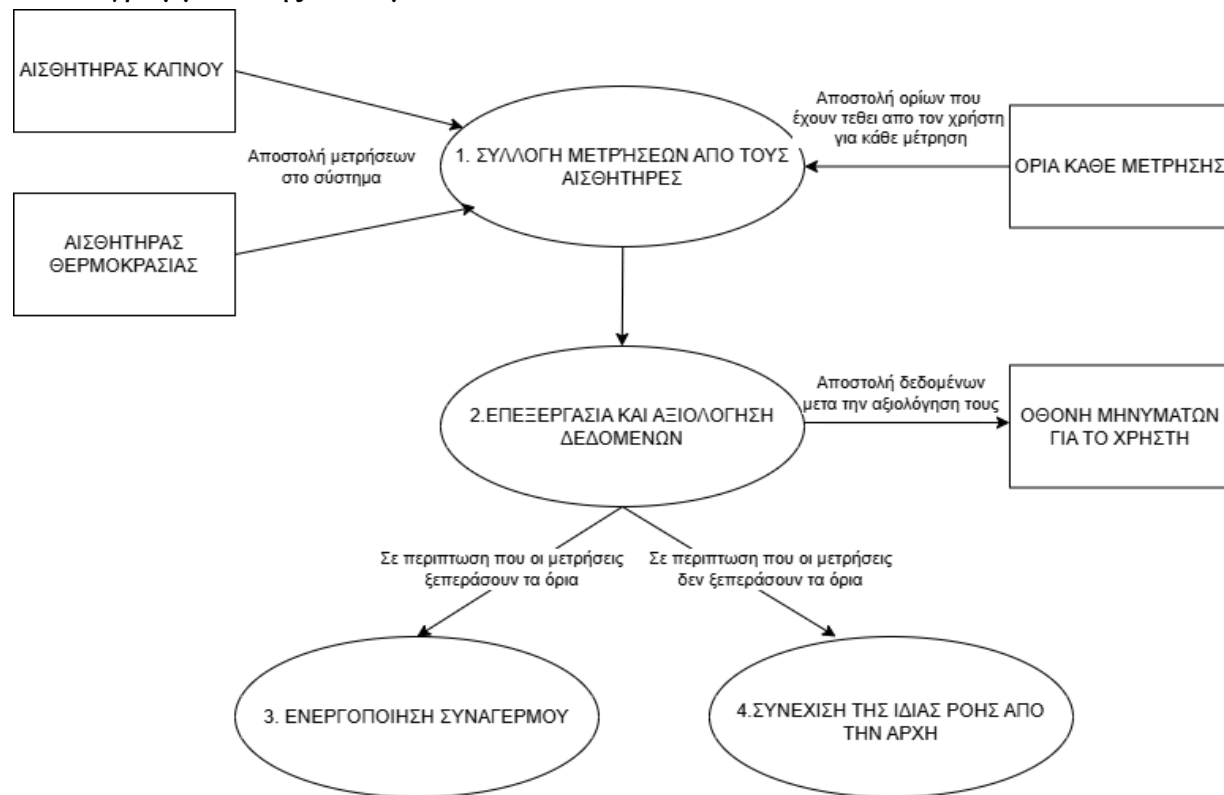 ΑΙΣΘΗΤΗΡΑΣ ΚΑΠΝΟΥ
Αποστολή μετρήσεων
στο σύστημα
ΑΙΣΘΗΤΗΡΑΣ
ΘΕΡΜΟΚΡΑΣΙΑΣ
1. ΣΥΛΛΟΓΗ ΜΕΤΡΉΣΕΩΝ ΑΠΟ ΤΟΥΣ
ΑΙΣΘΗΤΗΡΕΣ
Αποστολή ορίων που
έχουν τεθει απο τον χρήστη
για κάθε μέτρηση
ΟΡΙΑ ΚΑΘΕ ΜΕΤΡΗΣΗΣ
2.ΕΠΕΞΕΡΓΑΣΙΑ ΚΑΙ ΑΞΙΟΛΟΓΗΣΗ
ΔΕΔΟΜΕΝΩΝ
Αποστολή δεδομένων
μετα την αξιολόγηση τους
ΟΘΟΝΗ ΜΗΝΥΜΑΤΩΝ
ΓΙΑ ΤΟ ΧΡΗΣΤΗ
Σε περιπτωση που οι μετρήσεις
ξεπεράσουν τα όρια
Σε περιπτωση που οι μετρήσεις
δεν ξεπεράσουν τα όρια
3. ΕΝΕΡΓΟΠΟΙΗΣΗ ΣΥΝΑΓΕΡΜΟΥ
4.ΣΥΝΕΧΙΣΗ ΤΗΣ ΙΔΙΑΣ ΡΟΗΣ ΑΠΟ
ΤΗΝ ΑΡΧΗ